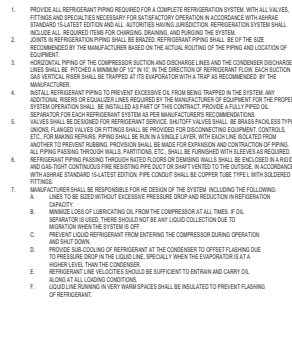 1. PROVIDE ALL REFRIGERATION PIPING REQUIRED FOR A COMPLETE REFRIGERATION SYSTEM, WITH ALL VALVES,
FITTINGS AND SPECIALTIES NECESSARY FOR SATISFACTORY OPERATION IN ACCORDANCE WITH ASHRAE
STANDARD 15-LATEST EDITION AND ALL AUTORITIES HAVING JURISDICTION. REFRIGERATION SYSTEM SHALL
INCLUDE ALL REQUIRED ITEMS FOR CHARGING, DRAINING, AND PURGING THE SYSTEM.
2. JOINTS IN REFRIGERATION PIPING SHALL BE BRAZED. REFRIGERANT PIPING SHALL BE OF THE SIZE
RECOMMENDED BY THE MANUFACTURER BASED ON THE ACTUAL ROUTING OF THE PIPING AND LOCATION OF
EQUIPMENT.
3. HORIZONTAL PIPING OF THE COMPRESSOR SUCTION AND DISCHARGE LINES AND THE CONDENSER DISCHARGE
LINES SHALL BE PITCHED A MINIMUM OF 1/2" IN 10', IN THE DIRECTION OF REFRIGERANT FLOW. EACH SUCTION
GAS VERTICAL RISER SHALL BE TRAPPED AT ITS EVAPORATOR WITH A TRAP AS RECOMMENDED BY THE
MANUFACTURER.
4. INSTALL REFRIGERANT PIPING TO PREVENT EXCESSIVE OIL FROM BEING TRAPPED IN THE SYSTEM. ANY
ADDITIONAL RISERS OR EQUALIZER LINES REQUIRED BY THE MANUFACTURER OF EQUIPMENT FOR THE PROPER
SYSTEM OPERATION SHALL BE INSTALLED AS PART OF THIS CONTRACT. PROVIDE A FULLY PIPED OIL
SEPARATOR FOR EACH REFRIGERATOR SYSTEM AS PER MANUFACTURERS RECOMMENDATIONS.
5. VALVES SHALL BE DESIGNED FOR REFRIGERANT SERVICE. SHUTOFF VALVES SHALL BE BRASS PACKLESS TYPE
UNIONS, FLANGED VALVES OR FITTINGS SHALL BE PROVIDED FOR DISCONNECTING EQUIPMENT, CONTROLS,
ETC., FOR MAKING REPAIRS. PIPING SHALL BE RUN IN A SINGLE LENGTH, WITH EACH LINE ISOLATED FROM
ANOTHER TO PREVENT RUBBING. PROVISION SHALL BE MADE FOR EXPANSION AND CONTRACTION OF PIPING.
ALL PIPING PASSING THROUGH WALLS, PARTITIONS, ETC., SHALL BE FURNISHED WITH SLEEVES AS REQUIRED.
6. REFRIGERANT PIPING PASSING THROUGH RATED FLOORS OR DEMISING WALLS SHALL BE ENCLOSED IN A RIGID
AND GAS-TIGHT CONTINUOUS FIRE RESISTING PIPE DUCT OR SHAFT VENTED TO THE OUTSIDE, IN ACCORDANCE
WITH ASHRAE STANDARD 15-LATEST EDITION. PIPE CONDUIT SHALL BE COPPER TUBE TYPE L WITH SOLDERED
FITTINGS.
7. MANUFACTURER SHALL BE RESPONSIBLE FOR HE DESIGN OF THE SYSTEM INCLUDING THE FOLLOWING:
A. LINES TO BE SIZED WITHOUT EXCESSIVE PRESSURE DROP AND REDUCTION IN REFIGERATION
CAPACITY.
B. MINIMIZE LOSS OF LUBRICATING OIL FROM THE COMPRESSOR AT ALL TIMES. IF OIL
SEPARATOR IS USED, THERE SHOULD NOT BE ANY LIQUID COLLECTION DUE TO
MIGRATION WHEN THE SYSTEM IS OFF.
C. PREVENT LIQUID REFRIGERANT FROM ENTERING THE COMPRESSOR DURING OPERATION
AND SHUT DOWN.
D. PROVIDE SUB-COOLING OF REFRIGERANT AT THE CONDENSER TO OFFSET FLASHING DUE
TO PRESSURE DROP IN THE LIQUID LINE, SPECIALLY WHEN THE EVAPORATOR IS AT A
HIGHER LEVEL THAN THE CONDENSER.
E. REFRIGERANT LINE VELOCITIES SHOULD BE SUFFICIENT TO ENTRAIN AND CARRY OIL
ALONG AT ALL LOADING CONDITIONS.
F. LIQUID LINE RUNNING IN VERY WARM SPACES SHALL BE INSULATED TO PREVENT FLASHING
OF REFRIGERANT.